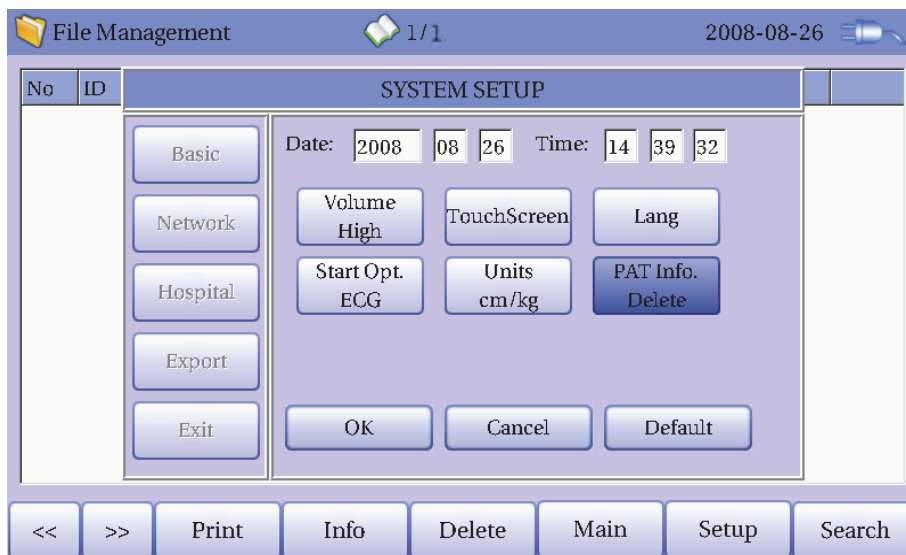 File Management 1/1 2008-08-26
No ID
SYSTEM SETUP
Basic
Network
Hospital
Export
Exit
Date: 2008 08 26 Time: 14 39 32
Volume
High
TouchScreen
Lang
Start Opt.
ECG
Units
cm/kg
PAT Info.
Delete
OK Cancel Default
<< >> Print Info Delete Main Setup Search